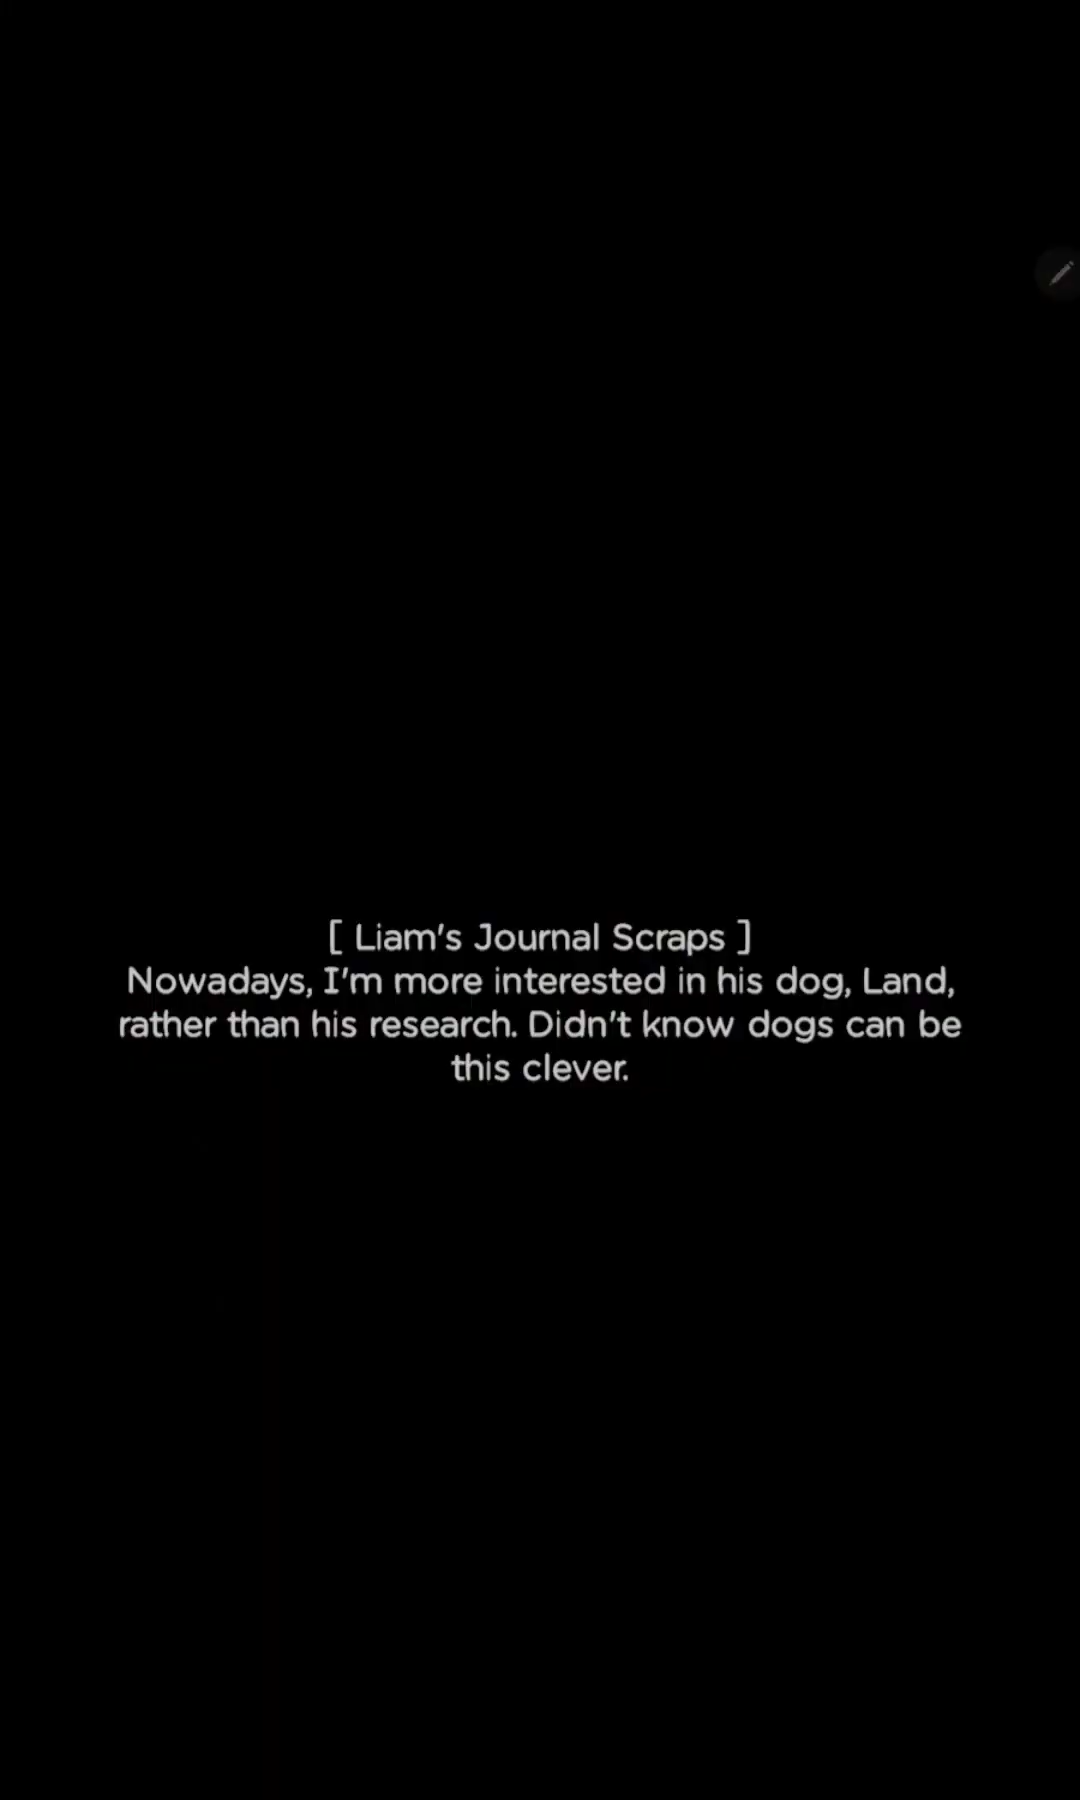 [ Liam's Journal Scraps ]
Nowadays, I'm more interested in his dog, Land,
rather than his research. Didn't know dogs can be
this clever.